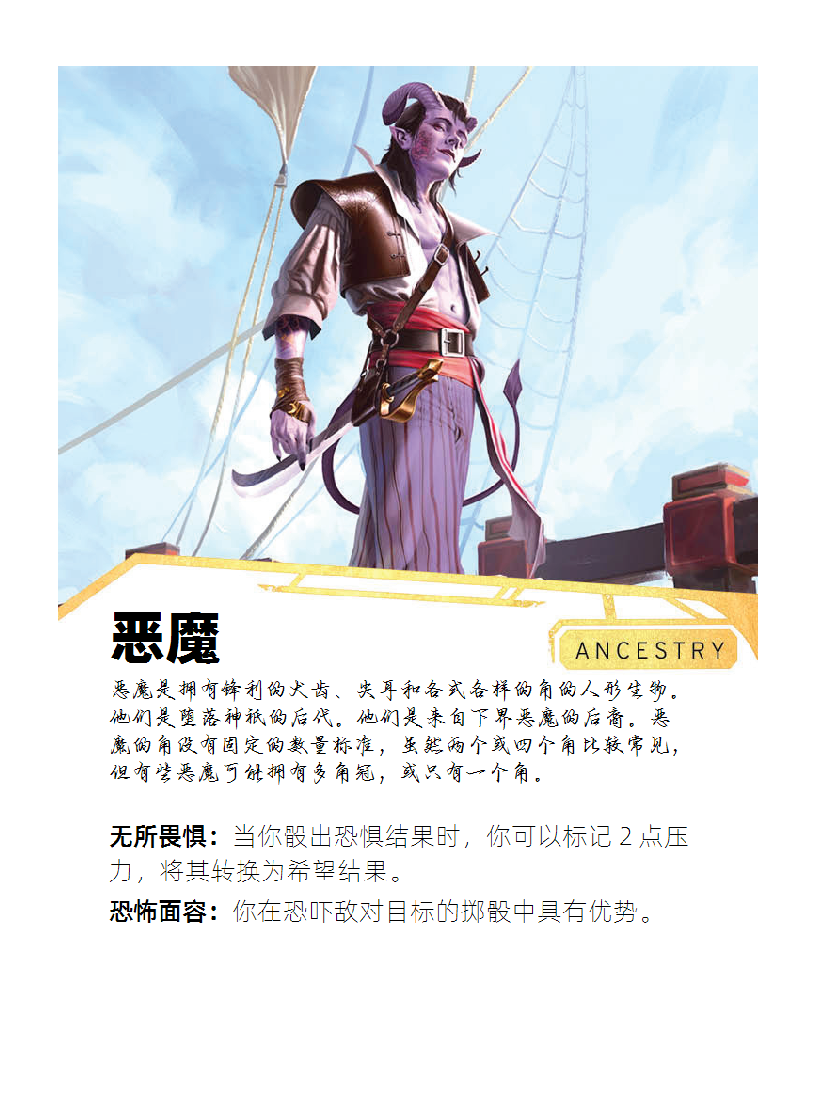 恶魔
ANCESTRY
恶魔是拥有锋利的犬齿、尖耳和各式各样的角的人形生物。
他们是堕落神祇的后代。他们是来自下界恶魔的后裔。恶
魔的角没有固定的数量标准，虽然两个或四个角比较常见，
但有些恶魔可能拥有多角冠，或只有一个角。
无所畏惧：当你骰出恐惧结果时，你可以标记 2 点压
力，将其转换为希望结果。
恐怖面容：你在恐吓敌对目标的掷骰中具有优势。